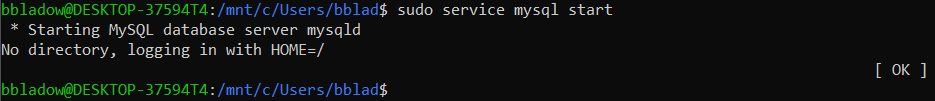 bbladow@DESKTOP-37594T4:/mnt/c/Users/bblad$ sudo service mysql start
 * Starting MySQL database server mysqld
No directory, logging in with HOME=/
[ OK ]
bbladow@DESKTOP-37594T4:/mnt/c/Users/bblad$